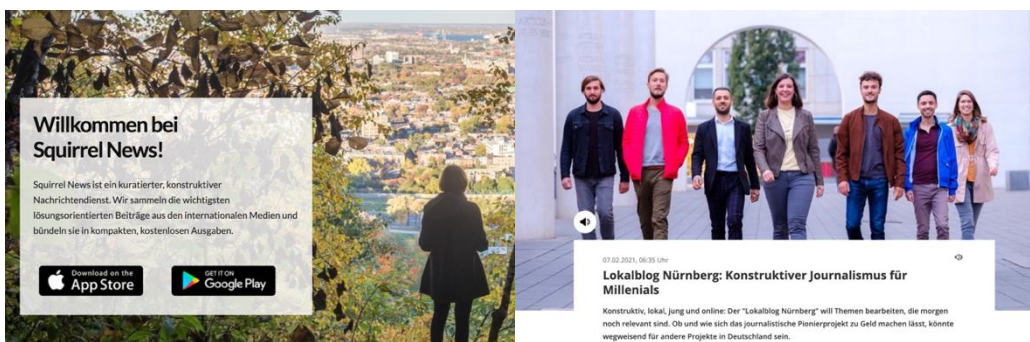 Willkommen bei
Squirrel News!
Squirrel News ist ein kuratierter, konstruktiver
Nachrichtendienst. Wir sammeln die wichtigsten
lösungsorientierten Beiträge aus den internationalen Medien und
bündeln sie in kompakten, kostenlosen Ausgaben.
Download on the
App Store
GET IT ON
Google Play
07.02.2021, 06:35 Uhr
Lokalblog Nürnberg: Konstruktiver Journalismus für
Millenials
Konstruktiv, lokal, jung und online: Der "Lokalblog Nürnberg" will Themen bearbeiten, die morgen
noch relevant sind. Ob und wie sich das journalistische Pionierprojekt zu Geld machen lässt, könnte
wegweisend für andere Projekte in Deutschland sein.